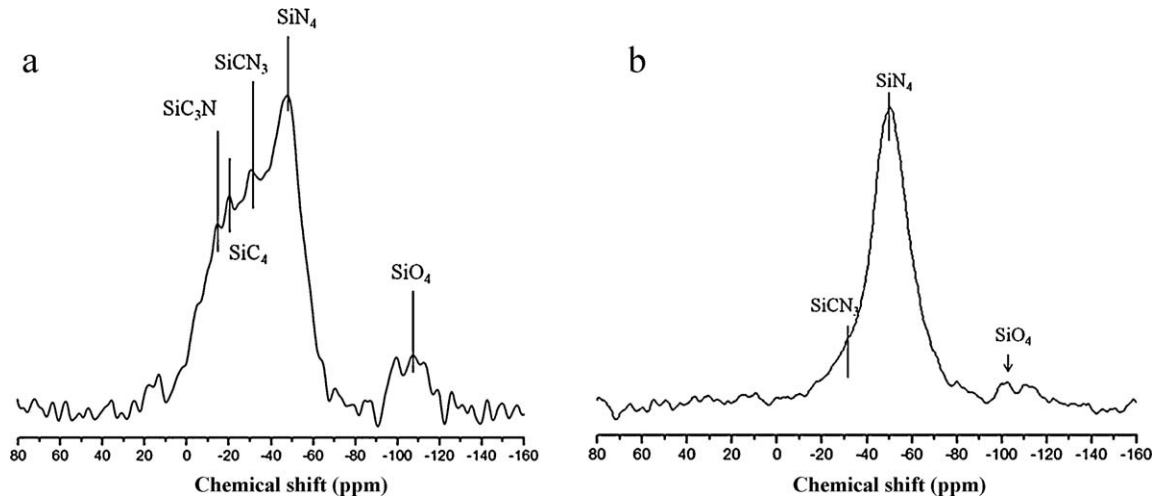 a
SiC₃N
SiC₄
SiCN₃
SiN₄
SiO₄
80 60 40 20 0 -20 -40 -60 -80 -100 -120 -140 -160
Chemical shift (ppm)
b
SiCN₃
SiN₄
SiO₄
80 60 40 20 0 -20 -40 -60 -80 -100 -120 -140 -160
Chemical shift (ppm)